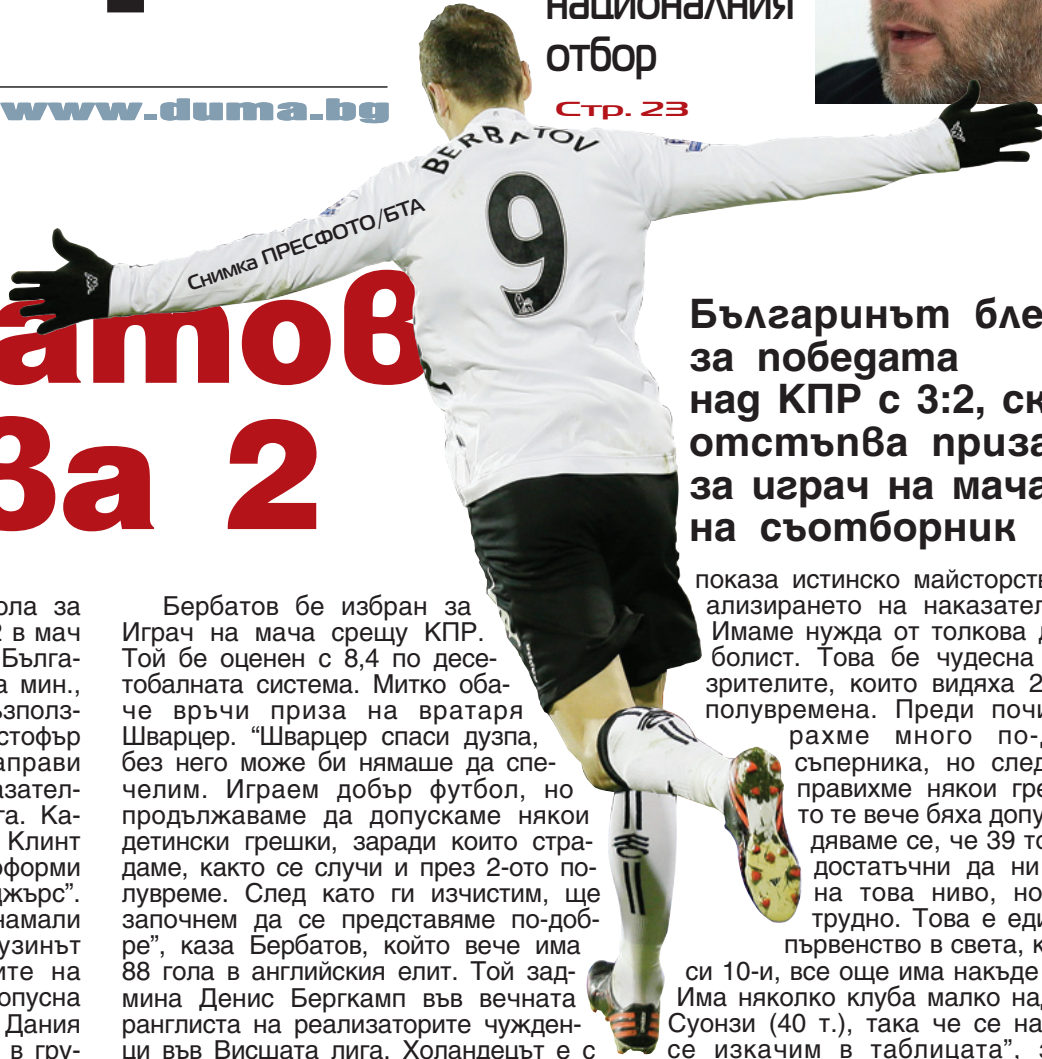 националния
отбор
Стр. 23
www.duma.bg
BERBATOV
9
Снимка ПРЕСФОТО/БТА
атов
ва 2
Българинът бле
за победата
над КПР с 3:2, ск
отстъпва приза
за играч на мача
на съотборник
ола за
2 в мач
Бълга-
а мин.,
ъзполз-
стофър
аправи
азател-
та. Ка-
Клинт
оформи
джърс”.
намали
узинът
ите на
опусна
Дания
в гру-
Бербатов бе избран за
Играч на мача срещу КПР.
Той бе оценен с 8,4 по десе-
тобалната система. Митко оба-
че връчи приза на вратаря
Шварцер. “Шварцер спаси дузпа,
без него може би нямаше да спе-
челим. Играем добър футбол, но
продължаваме да допускаме някои
детински грешки, заради които стра-
даме, както се случи и през 2-ото по-
лувреме. След като ги изчистим, ще
започнем да се представяме по-доб-
ре”, каза Бербатов, който вече има
88 гола в английския елит. Той зад-
мина Денис Бергкамп във вечната
ранглиста на реализаторите чужден-
ци във Висшата лига. Холандецът е с
показа истинско майсторств
ализирането на наказател
Имаме нужда от толкова д
болист. Това бе чудесна
зрителите, които видяха 2
полувремена. Преди почи
рахме много по-д
съперника, но след
правихме някои гре
то те вече бяха допу
дяваме се, че 39 то
достатъчни да ни
на това ниво, но
трудно. Това е еди
първенство в света, к
си 10-и, все още има накъде
Има няколко клуба малко на
Суонзи (40 т.), така че се на
се изкачим в таблицата”, з